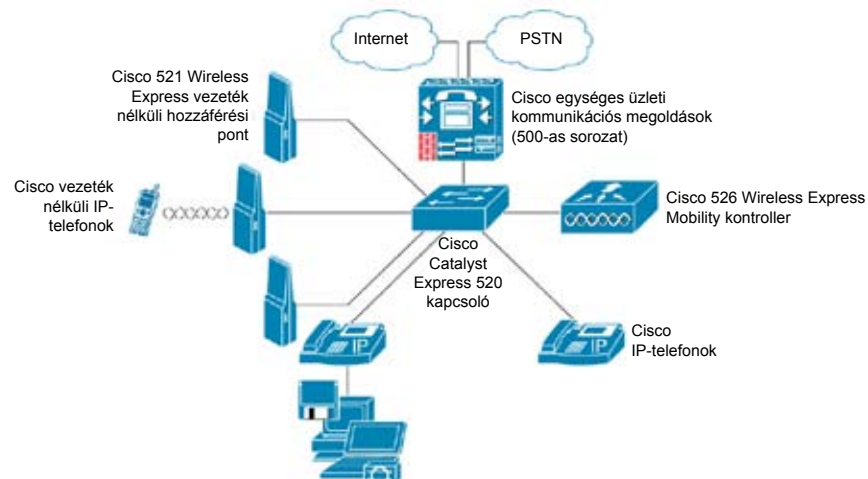 Internet
PSTN
Cisco 521 Wireless
Express vezeték
nélküli hozzáférési
pont
Cisco egységes üzleti
kommunikációs megoldások
(500-as sorozat)
Cisco vezeték
nélküli IP-
telefonok
Cisco 526 Wireless Express
Mobility kontroller
Cisco
Catalyst
Express 520
kapcsoló
IP
IP
Cisco
IP-telefonok